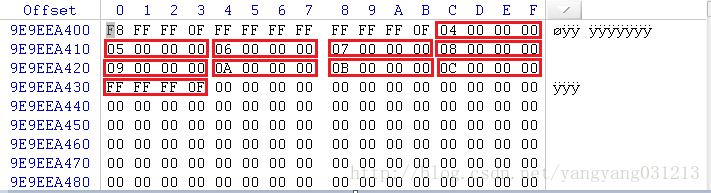 Offset 0 1 2 3 4 5 6 7 8 9 A B C D E F
9E9EEA400 F8 FF FF 0F FF FF FF FF FF FF FF 0F 04 00 00 00 øÿÿ ÿÿÿÿÿÿÿ
9E9EEA410 05 00 00 00 06 00 00 00 07 00 00 00 08 00 00 00
9E9EEA420 09 00 00 00 0A 00 00 00 0B 00 00 00 0C 00 00 00
9E9EEA430 FF FF FF 0F 00 00 00 00 00 00 00 00 00 00 00 00 ÿÿÿ
9E9EEA440 00 00 00 00 00 00 00 00 00 00 00 00 00 00 00 00
9E9EEA450 00 00 00 00 00 00 00 00 00 00 00 00 00 00 00 00
9E9EEA460 00 00 00 00 00 00 00 00 00 00 00 00 00 00 00 00
9E9EEA470 00 00 00 00 00 00 00 00 00 00 00 00 00 00 00 00
9E9EEA480 00 00 00 00 00 00 00 00 00 00 00 00 00 00 00 00
http://blog.csdn.net/yangyang031213